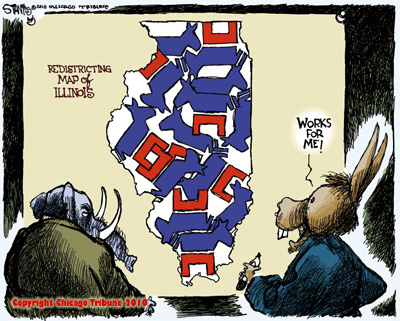 ©2010 CHICAGO TRIBUNE
REDISTRICTING
MAP of
ILLINOIS
WORKS
FOR
ME!
Copyright Chicago Tribune 2010